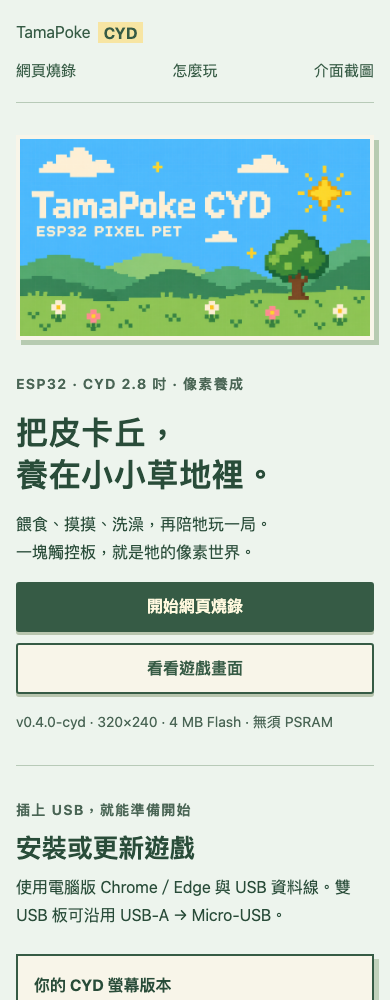 TamaPoke CYD
網頁燒錄 怎麼玩 介面截圖
TamaPoke CYD
ESP32 PIXEL PET
ESP32 · CYD 2.8 吋 · 像素養成
把皮卡丘，
養在小小草地裡。
餵食、摸摸、洗澡，再陪牠玩一局。
一塊觸控板，就是牠的像素世界。
開始網頁燒錄
看看遊戲畫面
v0.4.0-cyd · 320×240 · 4 MB Flash · 無須 PSRAM
插上 USB，就能準備開始
安裝或更新遊戲
使用電腦版 Chrome / Edge 與 USB 資料線。雙
USB 板可沿用 USB-A → Micro-USB。
你的 CYD 螢幕版本